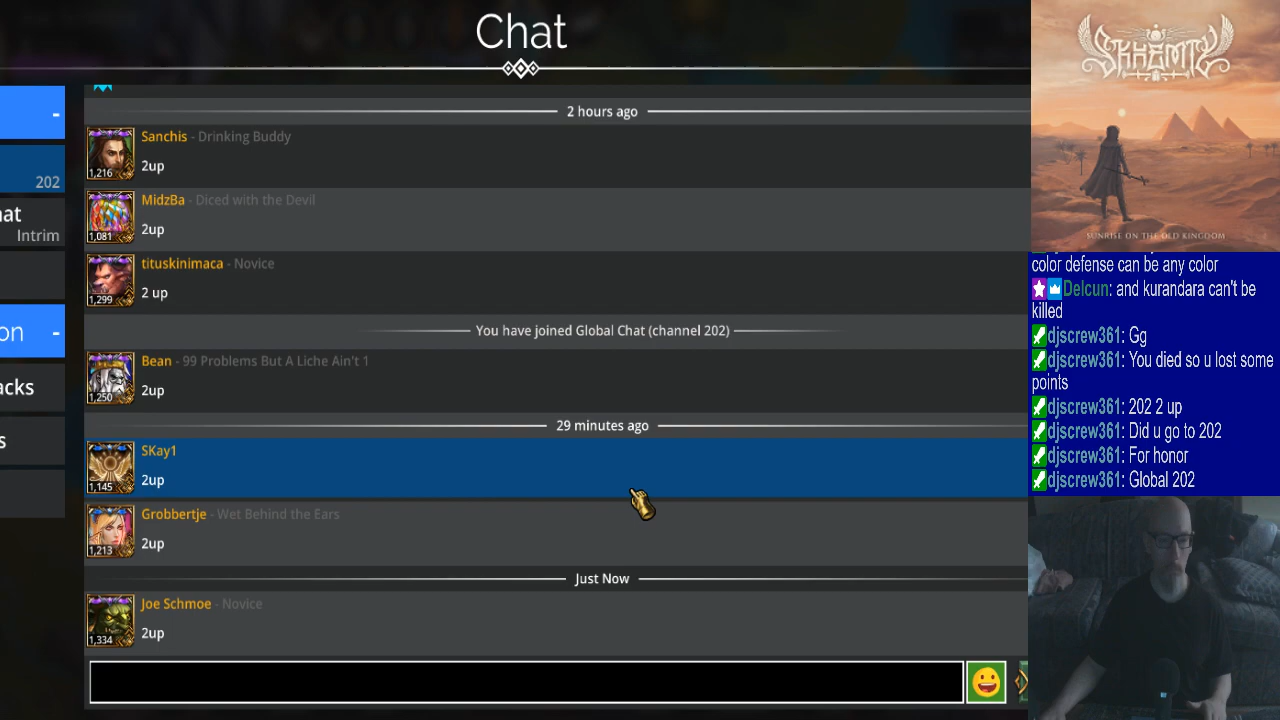 Chat
-
202
hat
Intrim
on -
acks
s
2 hours ago
Sanchis - Drinking Buddy
2up
1,216
MidzBa - Diced with the Devil
2up
1,081
tituskinimaca - Novice
2 up
1,299
You have joined Global Chat (channel 202)
Bean - 99 Problems But A Liche Ain't 1
2up
1,250
29 minutes ago
SKay1
2up
1,145
Grobbertje - Wet Behind the Ears
2up
1,213
Just Now
Joe Schmoe - Novice
2up
1,334
SKHEMTY
SUNRISE ON THE OLD KINGDOM
color defense can be any color
Delcun: and kurandara can't be
killed
djscrew361: Gg
djscrew361: You died so u lost some
points
djscrew361: 202 2 up
djscrew361: Did u go to 202
djscrew361: For honor
djscrew361: Global 202